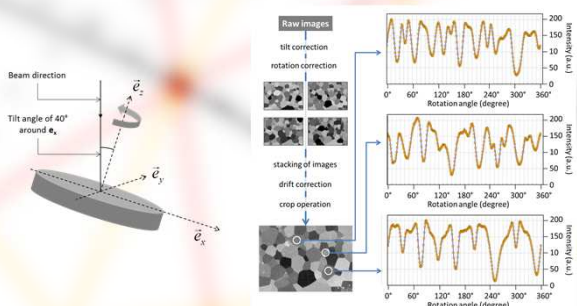 Beam direction
Tilt angle of 40°
around eₓ
e_z
e_y
e_x
Raw images
tilt correction
rotation correction
stacking of images
drift correction
crop operation
200
150
100
50
0
Intensity (a.u.)
0° 60° 120° 180° 240° 300° 360°
Rotation angle (degree)
200
150
100
50
0
Intensity (a.u.)
0° 60° 120° 180° 240° 300° 360°
Rotation angle (degree)
200
150
100
50
0
Intensity (a.u.)
0° 60° 120° 180° 240° 300° 360°
Rotation angle (degree)